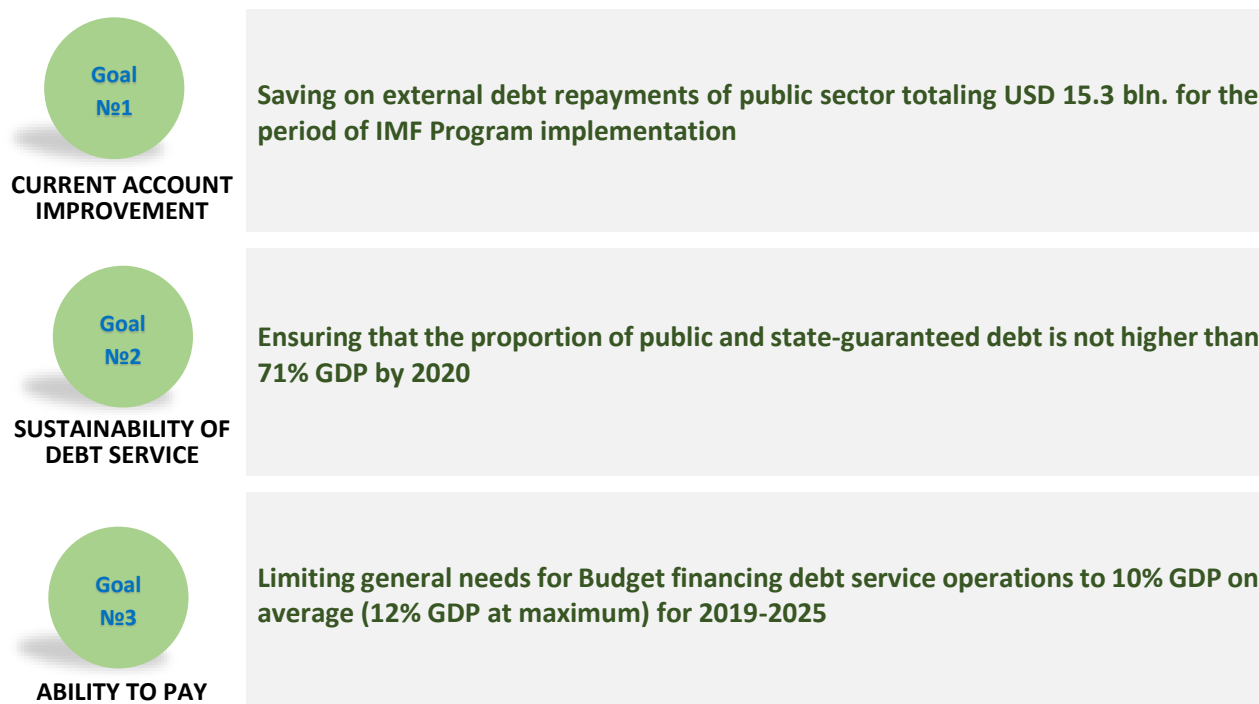 Goal
№1
CURRENT ACCOUNT
IMPROVEMENT
Saving on external debt repayments of public sector totaling USD 15.3 bln. for the
period of IMF Program implementation
Goal
№2
SUSTAINABILITY OF
DEBT SERVICE
Ensuring that the proportion of public and state-guaranteed debt is not higher than
71% GDP by 2020
Goal
№3
ABILITY TO PAY
Limiting general needs for Budget financing debt service operations to 10% GDP on
average (12% GDP at maximum) for 2019-2025